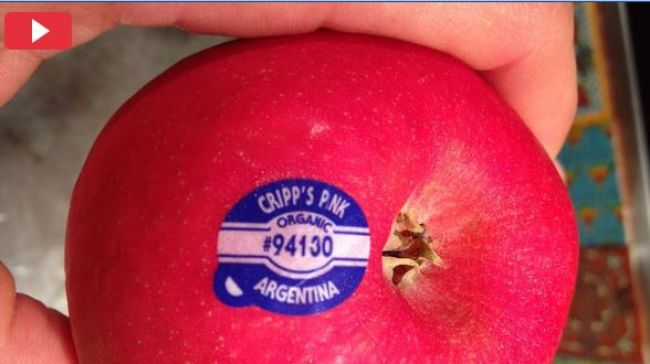 CRIPP'S PINK
ORGANIC
#94130
ARGENTINA